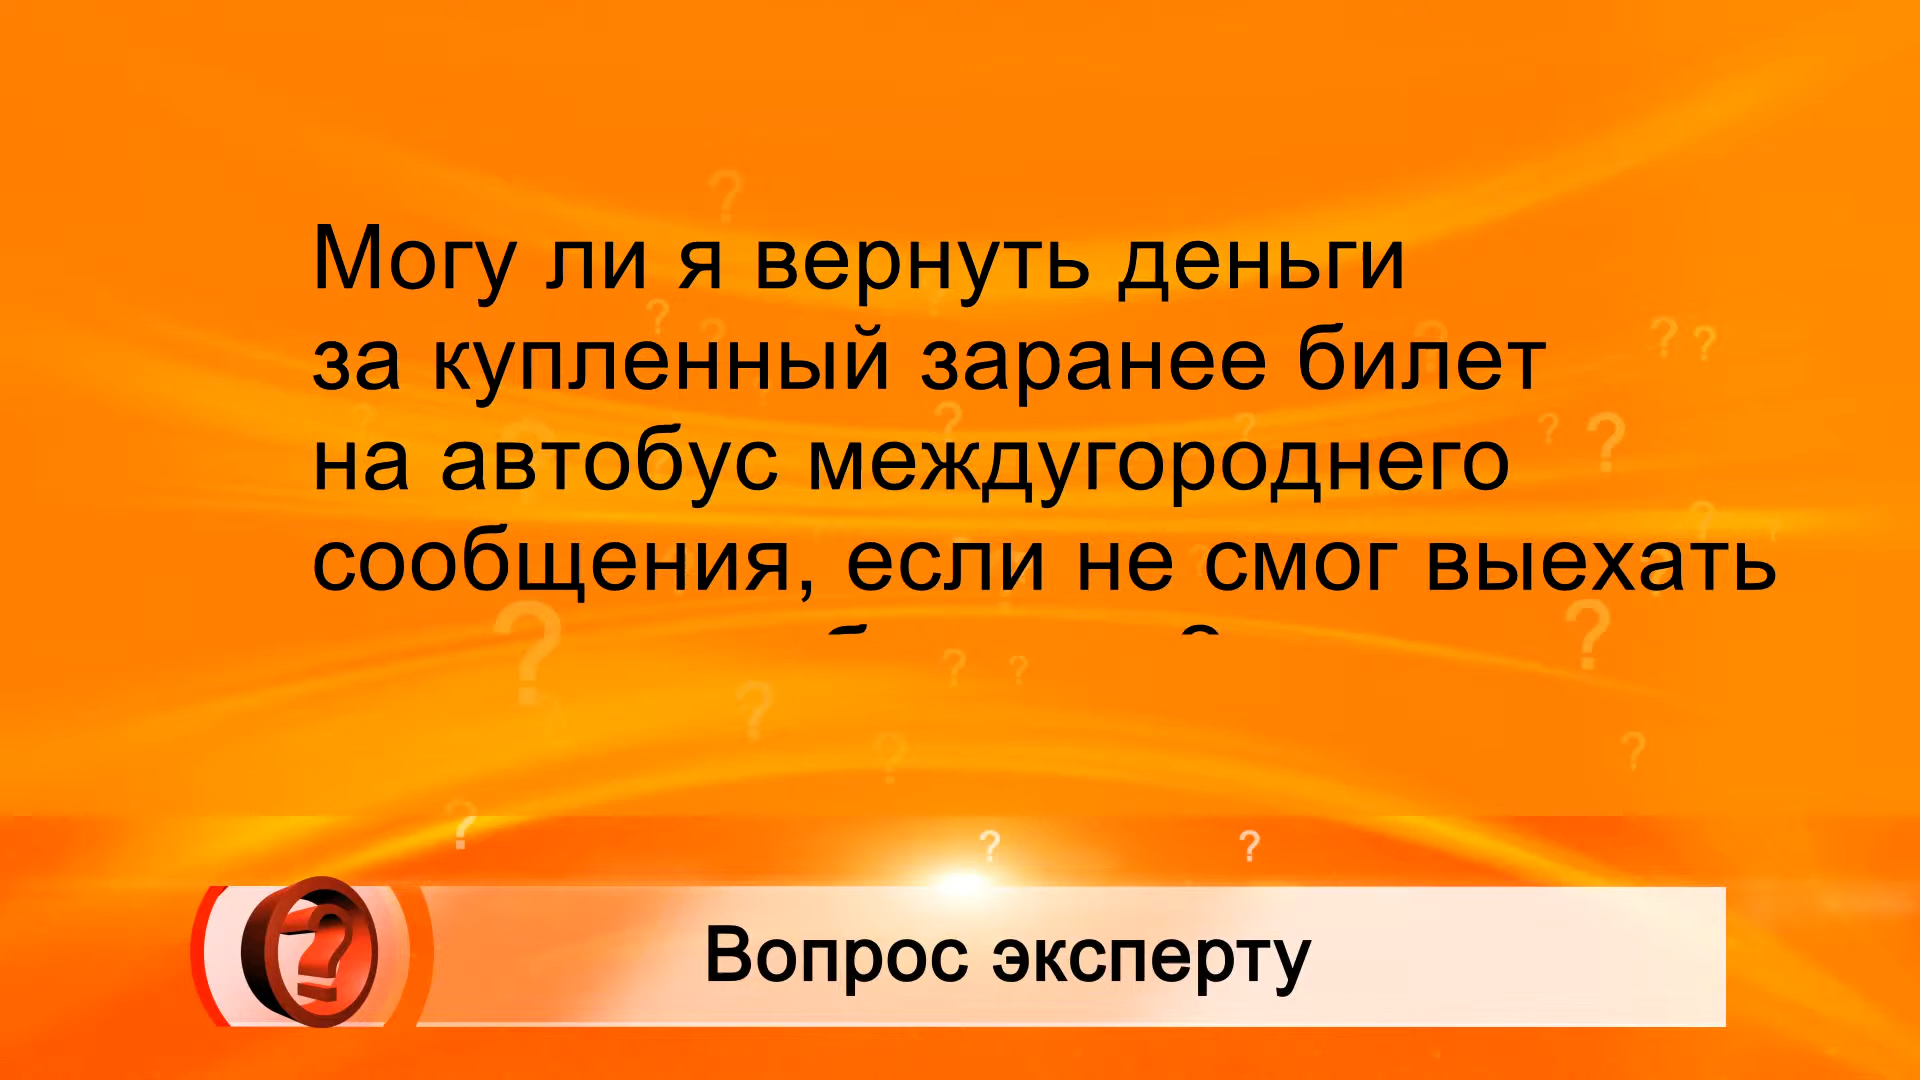 Могу ли я вернуть деньги
за купленный заранее билет
на автобус междугороднего
сообщения, если не смог выехать
Вопрос эксперту